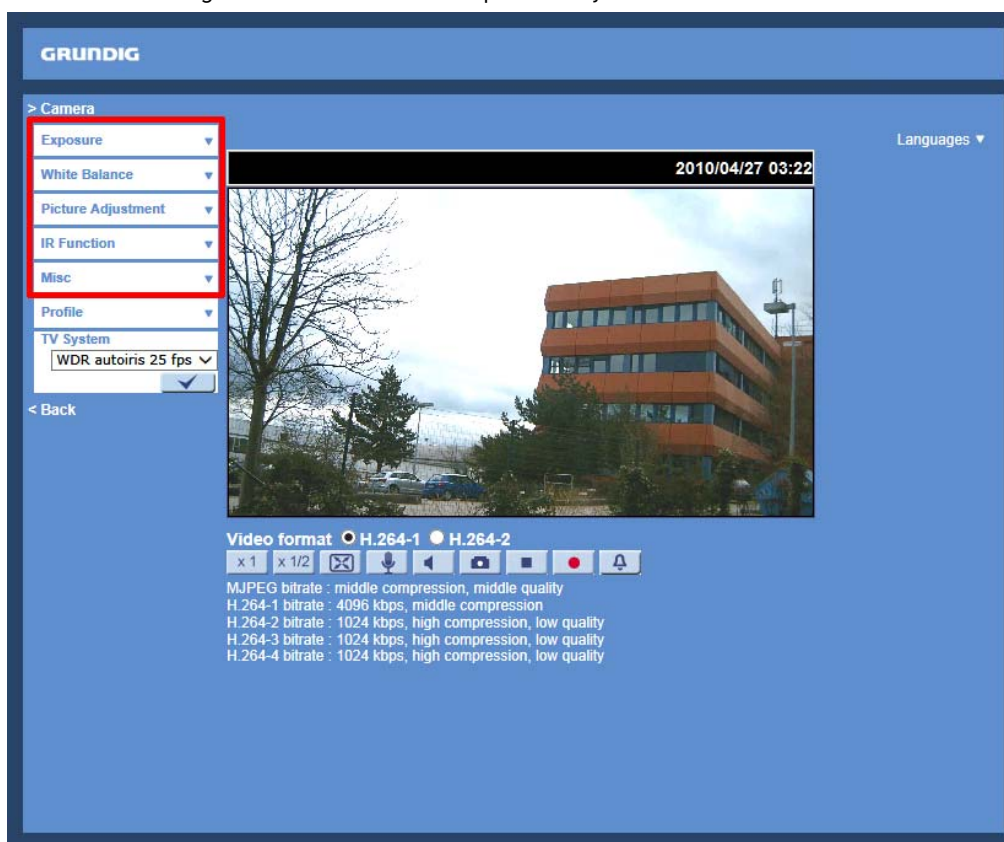 GRUNDIG
> Camera
Exposure
White Balance
Picture Adjustment
IR Function
Misc
Profile
TV System
WDR autoiris 25 fps
< Back
Languages
2010/04/27 03:22
Video format H.264-1 H.264-2
x 1 x 1/2
MJPEG bitrate : middle compression, middle quality
H.264-1 bitrate : 4096 kbps, middle compression
H.264-2 bitrate : 1024 kbps, high compression, low quality
H.264-3 bitrate : 1024 kbps, high compression, low quality
H.264-4 bitrate : 1024 kbps, high compression, low quality